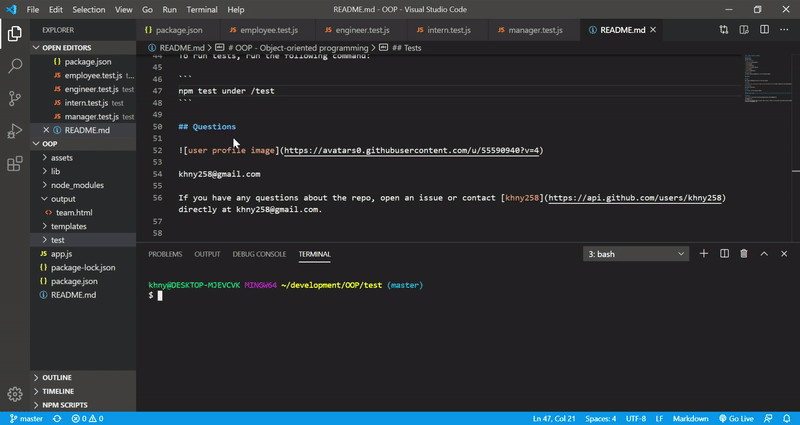 File Edit Selection View Go Run Terminal Help README.md - OOP - Visual Studio Code
EXPLORER
OPEN EDITORS
package.json
employee.test.js t...
engineer.test.js test
intern.test.js test
manager.test.js test
README.md
OOP
assets
lib
node_modules
output
team.html
templates
test
app.js
package-lock.json
package.json
README.md
OUTLINE
TIMELINE
NPM SCRIPTS
package.json employee.test.js engineer.test.js intern.test.js manager.test.js README.md
README.md > # OOP - Object-oriented programming > ## Tests
44 To run tests, run the following command:
45
46 ```
47 npm test under /test
48 ```
49
50 ## Questions
51
52 ![user profile image](https://avatars0.githubusercontent.com/u/55590940?v=4)
53
54 khny258@gmail.com
55
56 If you have any questions about the repo, open an issue or contact [khny258](https://api.github.com/users/khny258)
directly at khny258@gmail.com.
57
58
PROBLEMS OUTPUT DEBUG CONSOLE TERMINAL 3: bash
khny@DESKTOP-MJEVCVK MINGW64 ~/development/OOP/test (master)
$
master 0 0 Ln 47, Col 21 Spaces: 4 UTF-8 LF Markdown Go Live